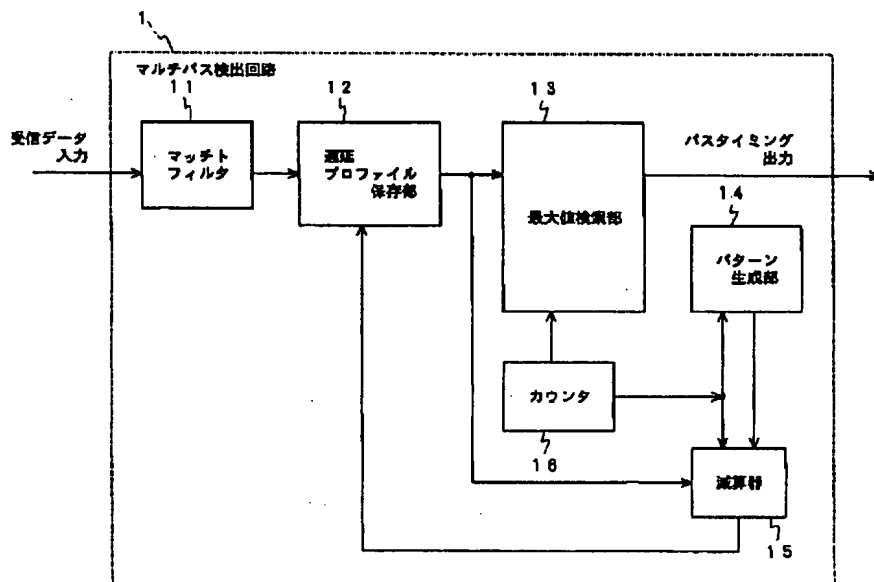 1
マルチパス検出回路
11
12
13
受信データ
入力
マッチト
フィルタ
遅延
プロファイル
保存部
最大値検索部
パスタイミング
出力
14
パターン
生成部
カウンタ
16
減算器
15